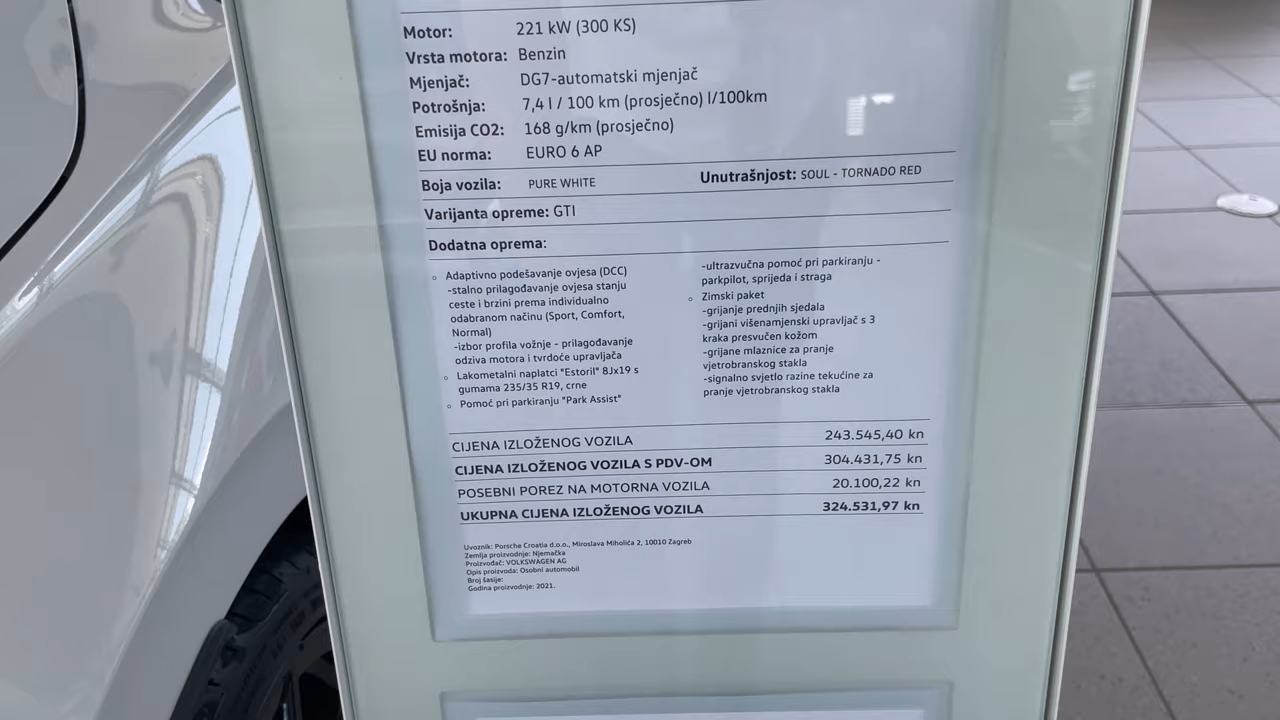 Motor: 221 kW (300 KS)
Vrsta motora: Benzin
Mjenjač: DG7-automatski mjenjač
Potrošnja: 7,4 l / 100 km (prosječno) l/100km
Emisija CO2: 168 g/km (prosječno)
EU norma: EURO 6 AP
Boja vozila: PURE WHITE Unutrašnjost: SOUL - TORNADO RED
Varijanta opreme: GTI
Dodatna oprema:
Adaptivno podešavanje ovjesa (DCC)
-stalno prilagođavanje ovjesa stanju
ceste i brzini prema individualno
odabranom načinu (Sport, Comfort,
Normal)
-izbor profila vožnje - prilagođavanje
odziva motora i tvrdoće upravljača
Lakometalni naplatci "Estoril" 8Jx19 s
gumama 235/35 R19, crne
Pomoć pri parkiranju "Park Assist"
-ultrazvučna pomoć pri parkiranju -
parkpilot, sprijeda i straga
Zimski paket
-grijanje prednjih sjedala
-grijani višenamjenski upravljač s 3
kraka presvučen kožom
-grijane mlaznice za pranje
vjetrobranskog stakla
-signalno svjetlo razine tekućine za
pranje vjetrobranskog stakla
CIJENA IZLOŽENOG VOZILA 243.545,40 kn
CIJENA IZLOŽENOG VOZILA S PDV-OM 304.431,75 kn
POSEBNI POREZ NA MOTORNA VOZILA 20.100,22 kn
UKUPNA CIJENA IZLOŽENOG VOZILA 324.531,97 kn
Uvoznik: Porsche Croatia d.o.o., Miroslava Miholića 2, 10010 Zagreb
Zemlja proizvodnje: Njemačka
Proizvođač: VOLKSWAGEN AG
Opis proizvoda: Osobni automobil
Broj šasije:
Godina proizvodnje: 2021.